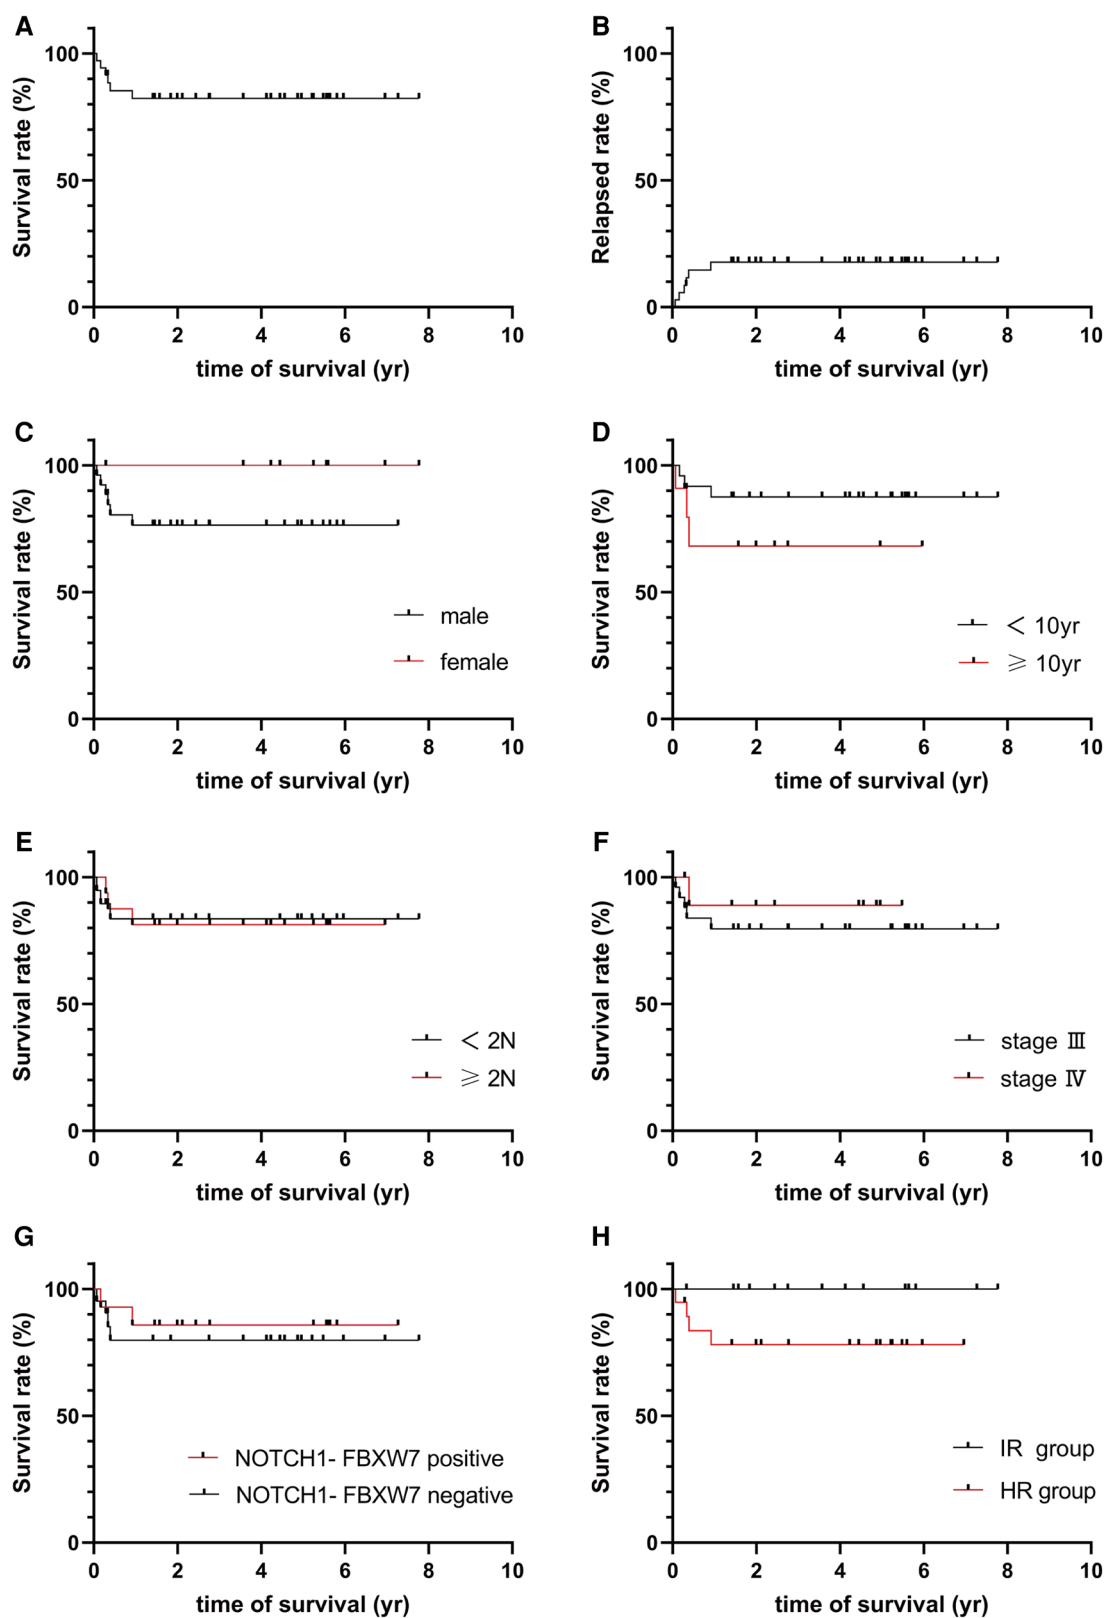 A
Survival rate (%)
100
50
0
0 2 4 6 8 10
time of survival (yr)
B
Relapsed rate (%)
100
50
0
0 2 4 6 8 10
time of survival (yr)
C
Survival rate (%)
100
50
0
male
female
0 2 4 6 8 10
time of survival (yr)
D
Survival rate (%)
100
50
0
< 10yr
⩾ 10yr
0 2 4 6 8 10
time of survival (yr)
E
Survival rate (%)
100
50
0
< 2N
⩾ 2N
0 2 4 6 8 10
time of survival (yr)
F
Survival rate (%)
100
50
0
stage Ⅲ
stage Ⅳ
0 2 4 6 8 10
time of survival (yr)
G
Survival rate (%)
100
50
0
NOTCH1- FBXW7 positive
NOTCH1- FBXW7 negative
0 2 4 6 8 10
time of survival (yr)
H
Survival rate (%)
100
50
0
IR group
HR group
0 2 4 6 8 10
time of survival (yr)